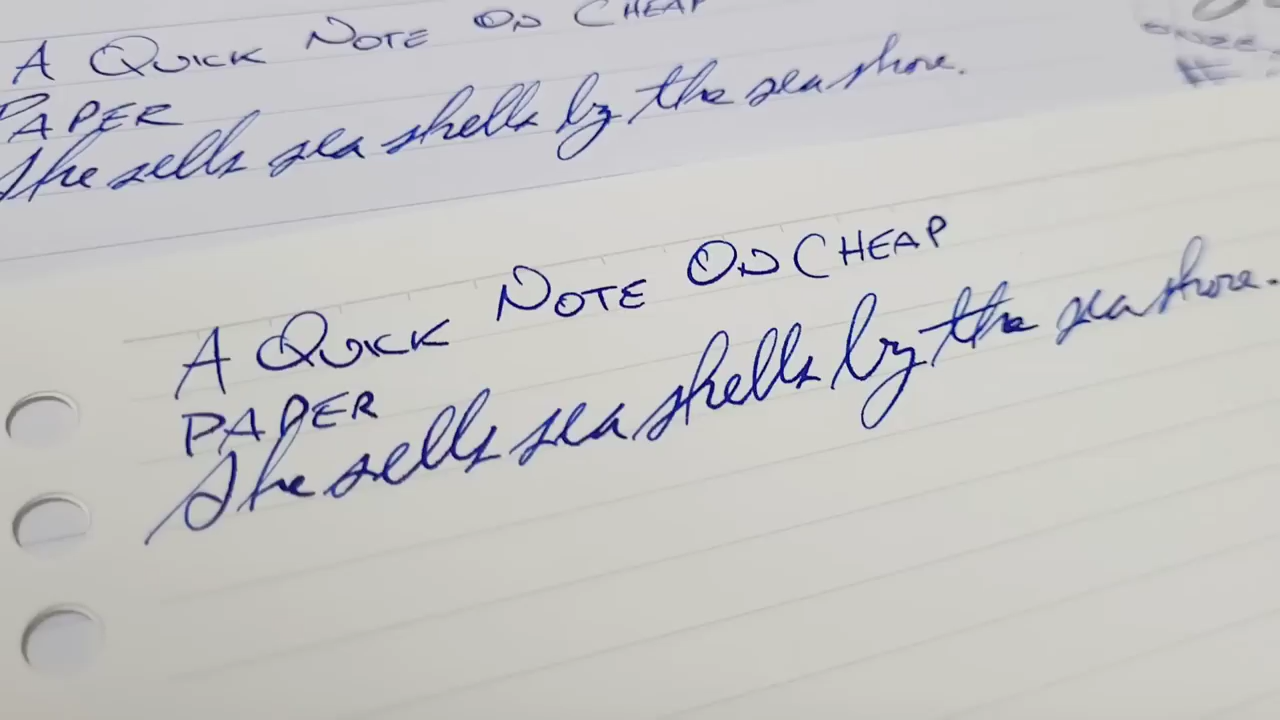 A QUICK NOTE ON CHEAP
PAPER
She sells sea shells by the sea shore.
A QUICK NOTE ON CHEAP
PAPER
She sells sea shells by the sea shore.